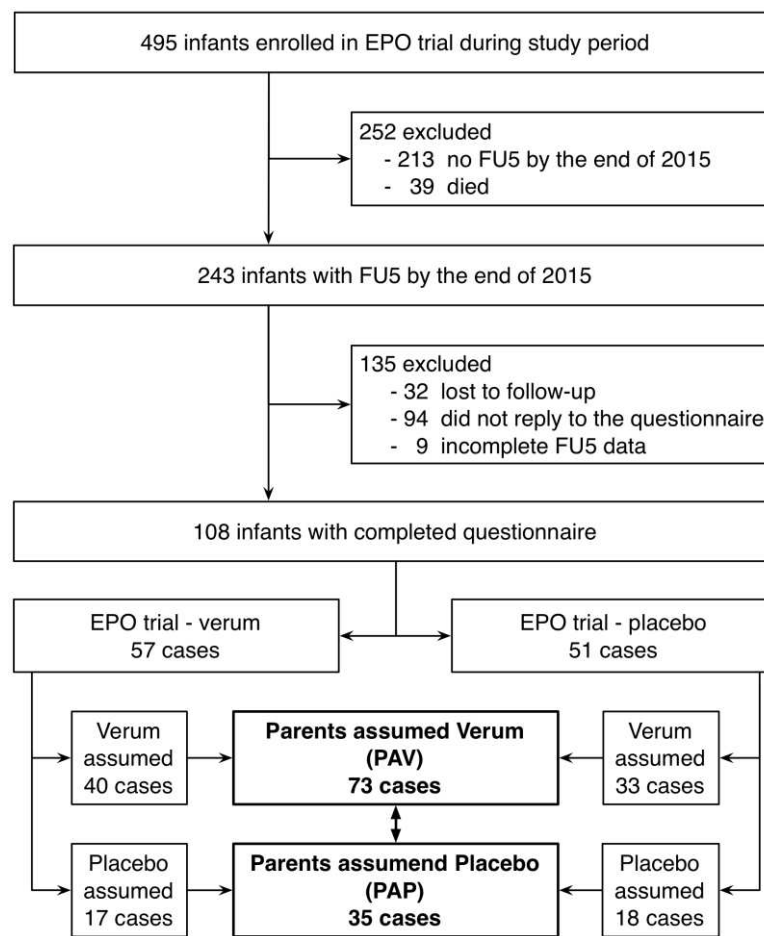 495 infants enrolled in EPO trial during study period
252 excluded
- 213 no FU5 by the end of 2015
- 39 died
243 infants with FU5 by the end of 2015
135 excluded
- 32 lost to follow-up
- 94 did not reply to the questionnaire
- 9 incomplete FU5 data
108 infants with completed questionnaire
EPO trial - verum
57 cases
EPO trial - placebo
51 cases
Verum
assumed
40 cases
Parents assumed Verum
(PAV)
73 cases
Verum
assumed
33 cases
Placebo
assumed
17 cases
Parents assumend Placebo
(PAP)
35 cases
Placebo
assumed
18 cases